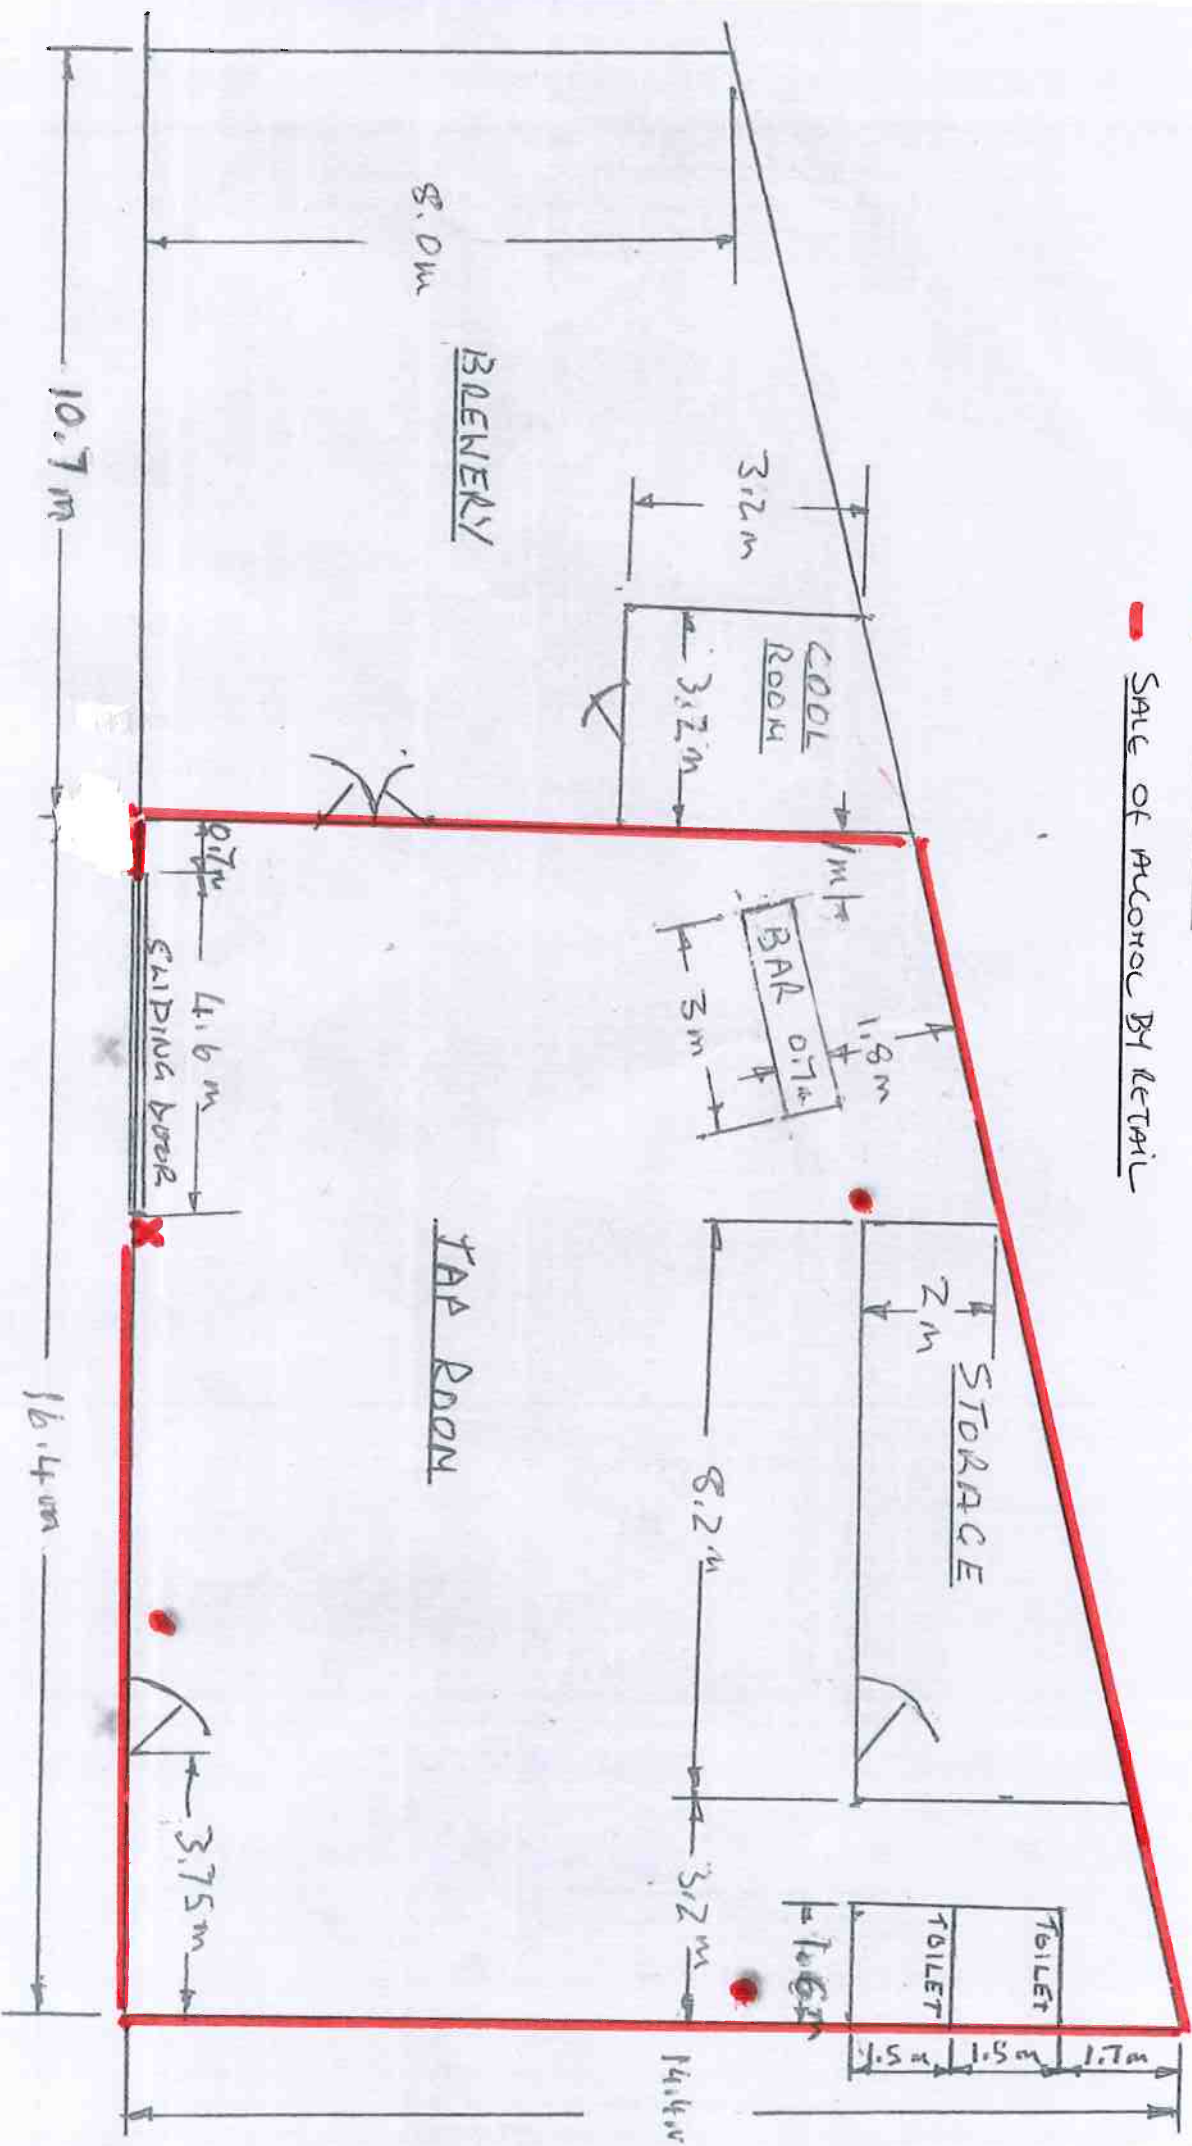 SALE OF ALCOHOL BY RETAIL
8.0m
BREWERY
10.7m
3.2m
COOL
ROOM
3.2m
1m
0.7m
4.6m
SLIDING DOOR
BAR 0.7m
3m
1.8m
TAP ROOM
2m
STORAGE
8.2m
16.4m
3.75m
3.2m
1.6m
TOILET
TOILET
1.5m
1.5m
1.7m
14.4m